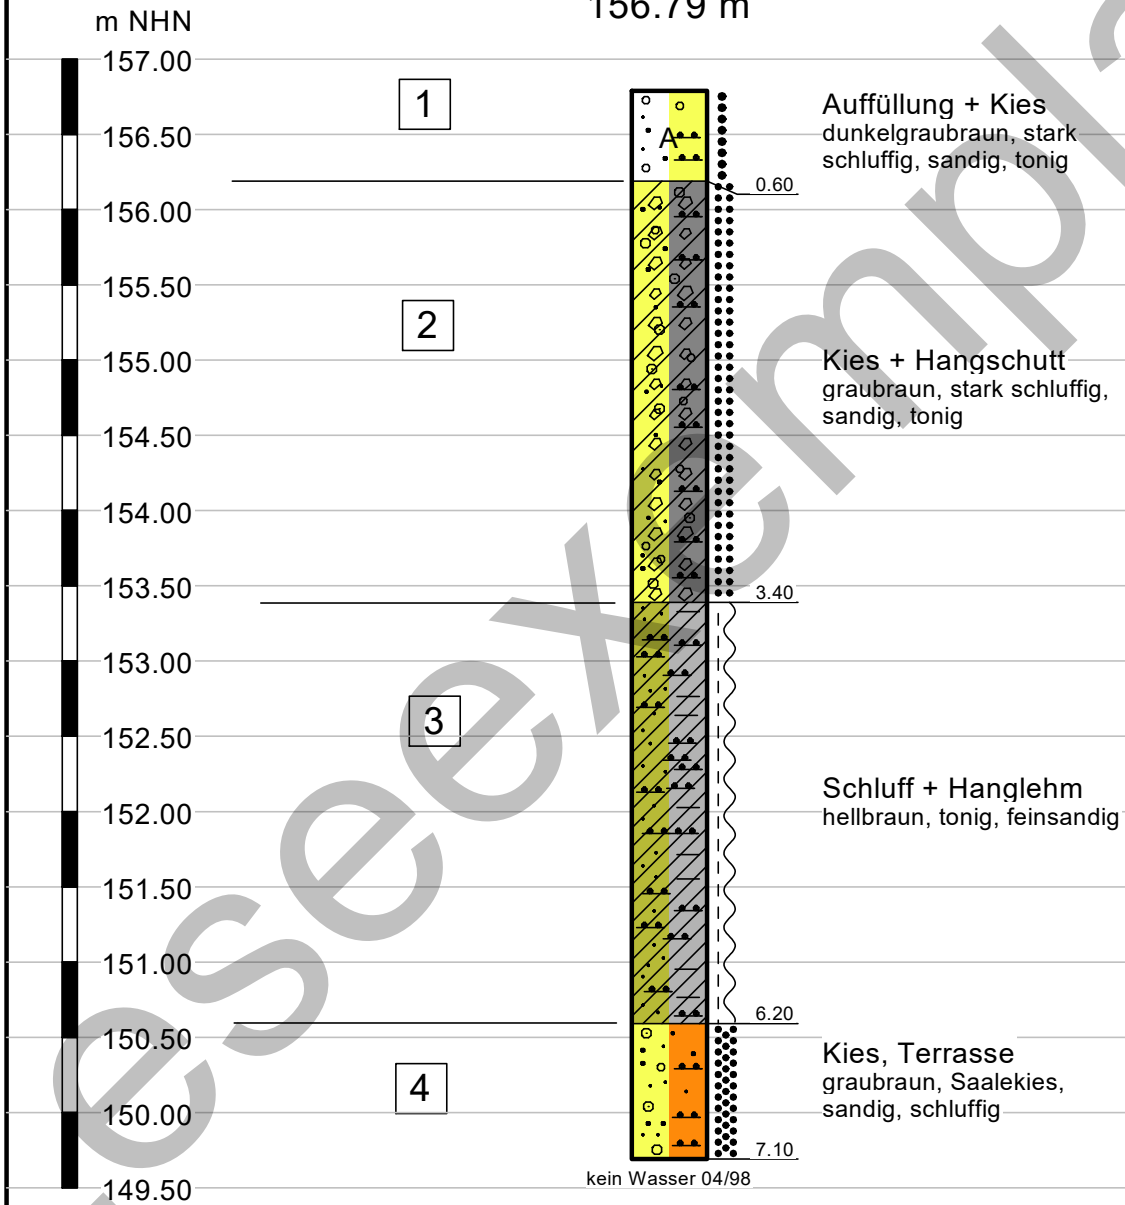 156.79 m
m NHN
157.00
156.50
156.00
155.50
155.00
154.50
154.00
153.50
153.00
152.50
152.00
151.50
151.00
150.50
150.00
149.50
1
2
3
4
A
0.60
3.40
6.20
7.10
Auffüllung + Kies
dunkelgraubraun, stark
schluffig, sandig, tonig
Kies + Hangschutt
graubraun, stark schluffig,
sandig, tonig
Schluff + Hanglehm
hellbraun, tonig, feinsandig
Kies, Terrasse
graubraun, Saalekies,
sandig, schluffig
kein Wasser 04/98
eseexempla